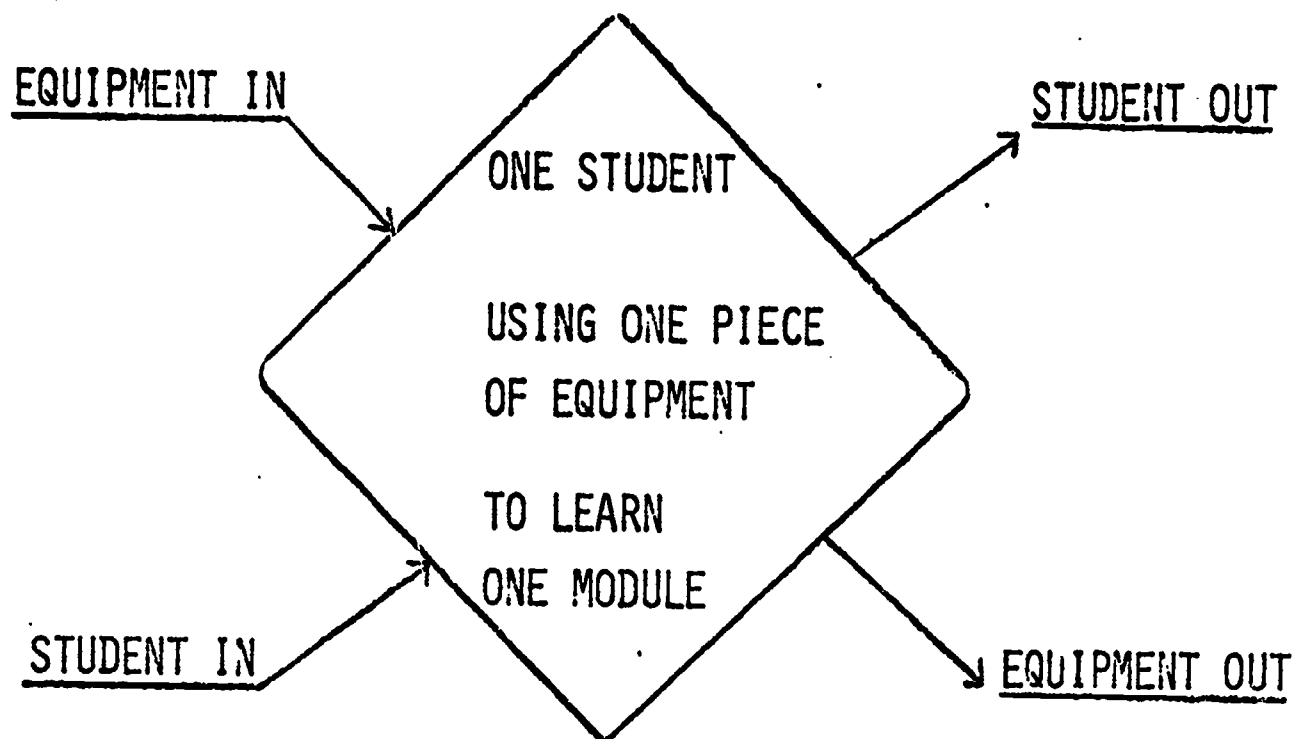 EQUIPMENT IN
STUDENT OUT
ONE STUDENT
USING ONE PIECE
OF EQUIPMENT
TO LEARN
ONE MODULE
STUDENT IN
EQUIPMENT OUT